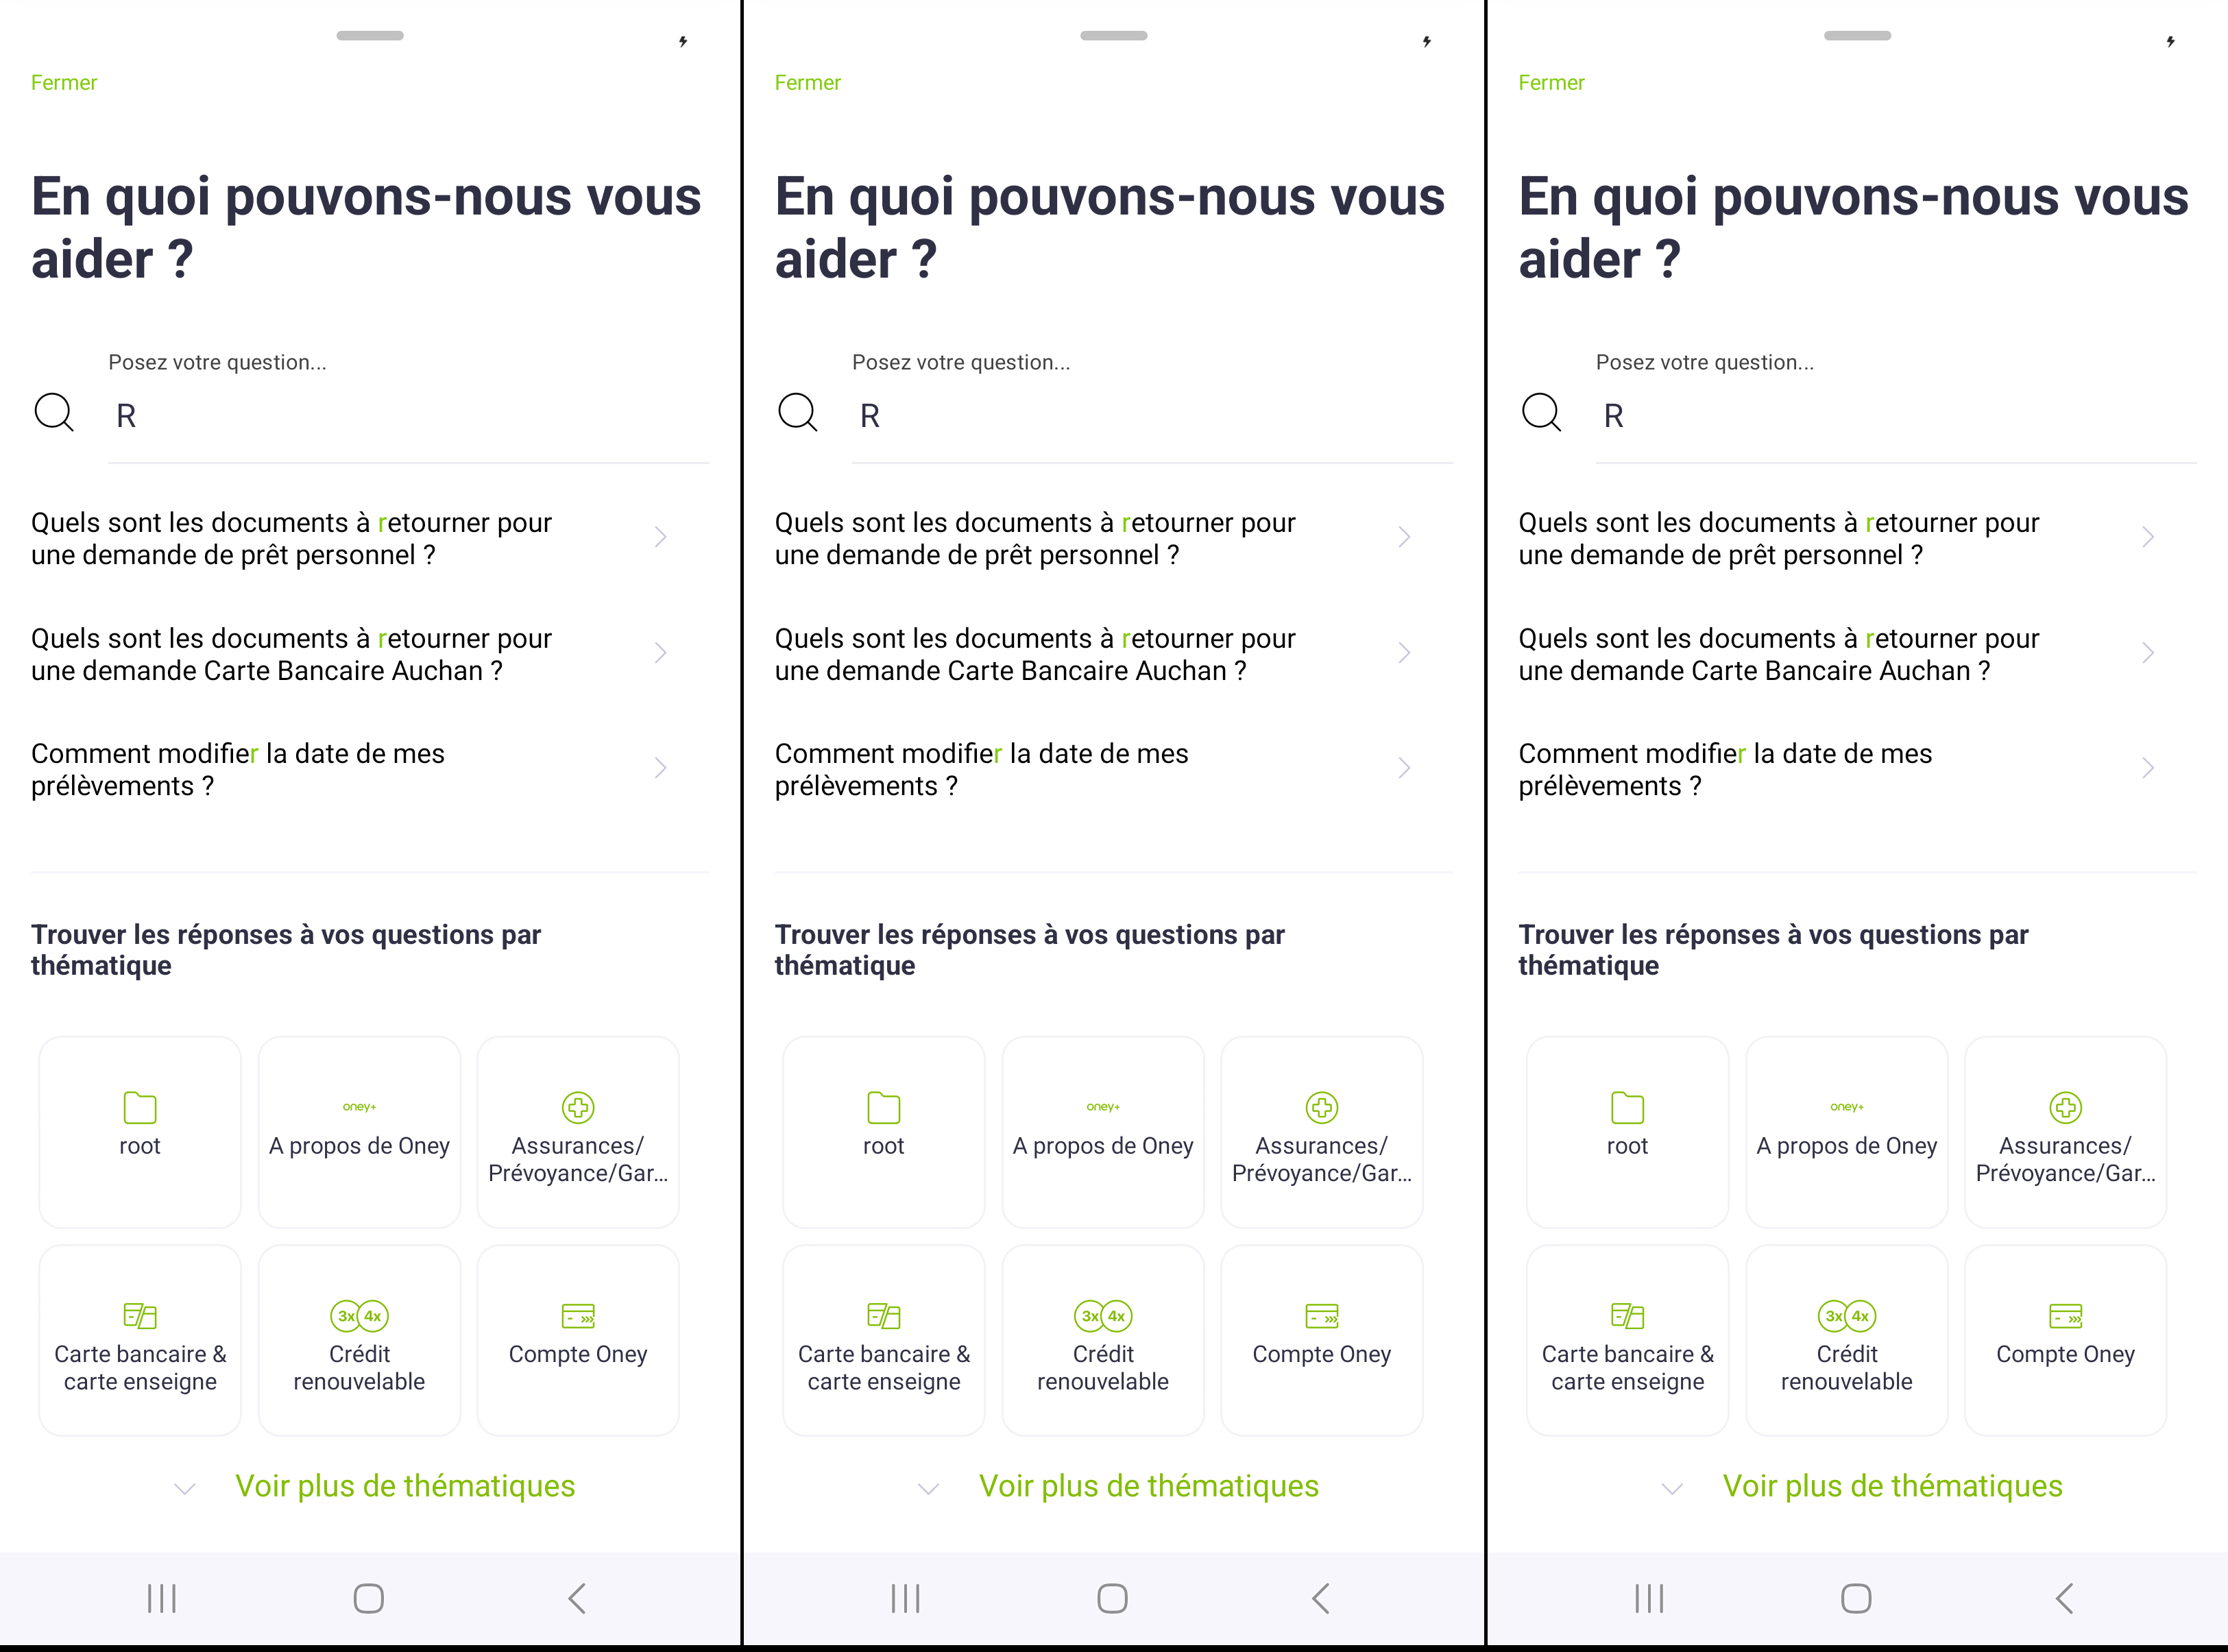 Fermer
En quoi pouvons-nous vous
aider ?
Posez votre question...
R
Quels sont les documents à retourner pour
une demande de prêt personnel ?
Quels sont les documents à retourner pour
une demande Carte Bancaire Auchan ?
Comment modifier la date de mes
prélèvements ?
Trouver les réponses à vos questions par
thématique
root
oney+
A propos de Oney
Assurances/
Prévoyance/Gar...
Carte bancaire &
carte enseigne
3x 4x
Crédit
renouvelable
Compte Oney
Voir plus de thématiques
Fermer
En quoi pouvons-nous vous
aider ?
Posez votre question...
R
Quels sont les documents à retourner pour
une demande de prêt personnel ?
Quels sont les documents à retourner pour
une demande Carte Bancaire Auchan ?
Comment modifier la date de mes
prélèvements ?
Trouver les réponses à vos questions par
thématique
root
oney+
A propos de Oney
Assurances/
Prévoyance/Gar...
Carte bancaire &
carte enseigne
3x 4x
Crédit
renouvelable
Compte Oney
Voir plus de thématiques
Fermer
En quoi pouvons-nous vous
aider ?
Posez votre question...
R
Quels sont les documents à retourner pour
une demande de prêt personnel ?
Quels sont les documents à retourner pour
une demande Carte Bancaire Auchan ?
Comment modifier la date de mes
prélèvements ?
Trouver les réponses à vos questions par
thématique
root
oney+
A propos de Oney
Assurances/
Prévoyance/Gar...
Carte bancaire &
carte enseigne
3x 4x
Crédit
renouvelable
Compte Oney
Voir plus de thématiques